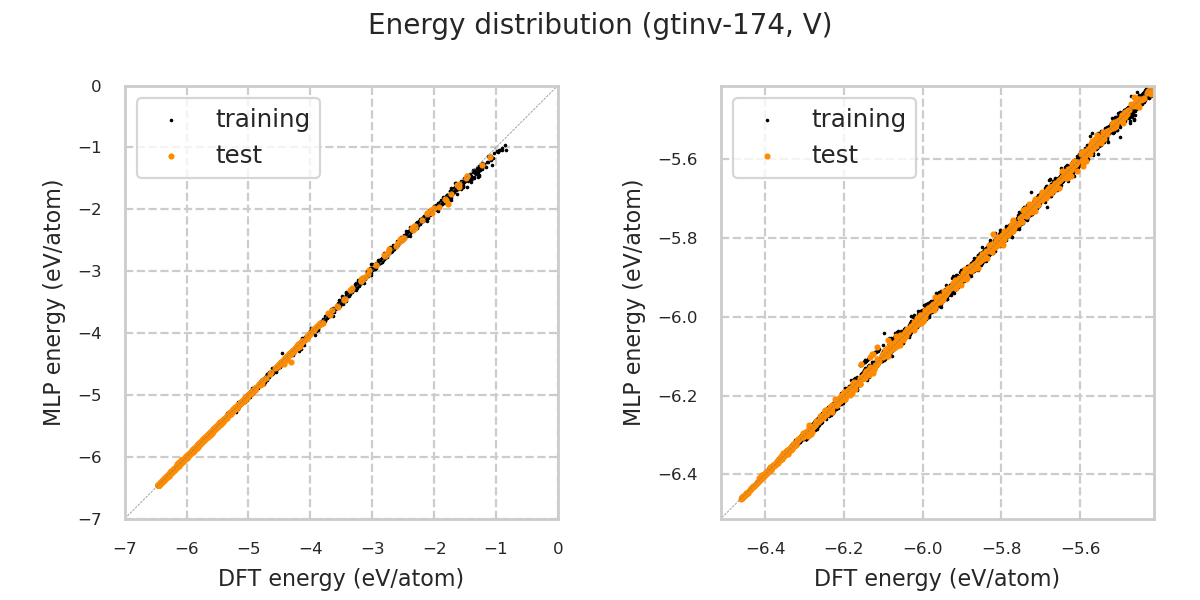 Energy distribution (gtinv-174, V)
training
test
0
−1
−2
−3
−4
−5
−6
−7
MLP energy (eV/atom)
−7 −6 −5 −4 −3 −2 −1 0
DFT energy (eV/atom)
training
test
−5.6
−5.8
−6.0
−6.2
−6.4
MLP energy (eV/atom)
−6.4 −6.2 −6.0 −5.8 −5.6
DFT energy (eV/atom)